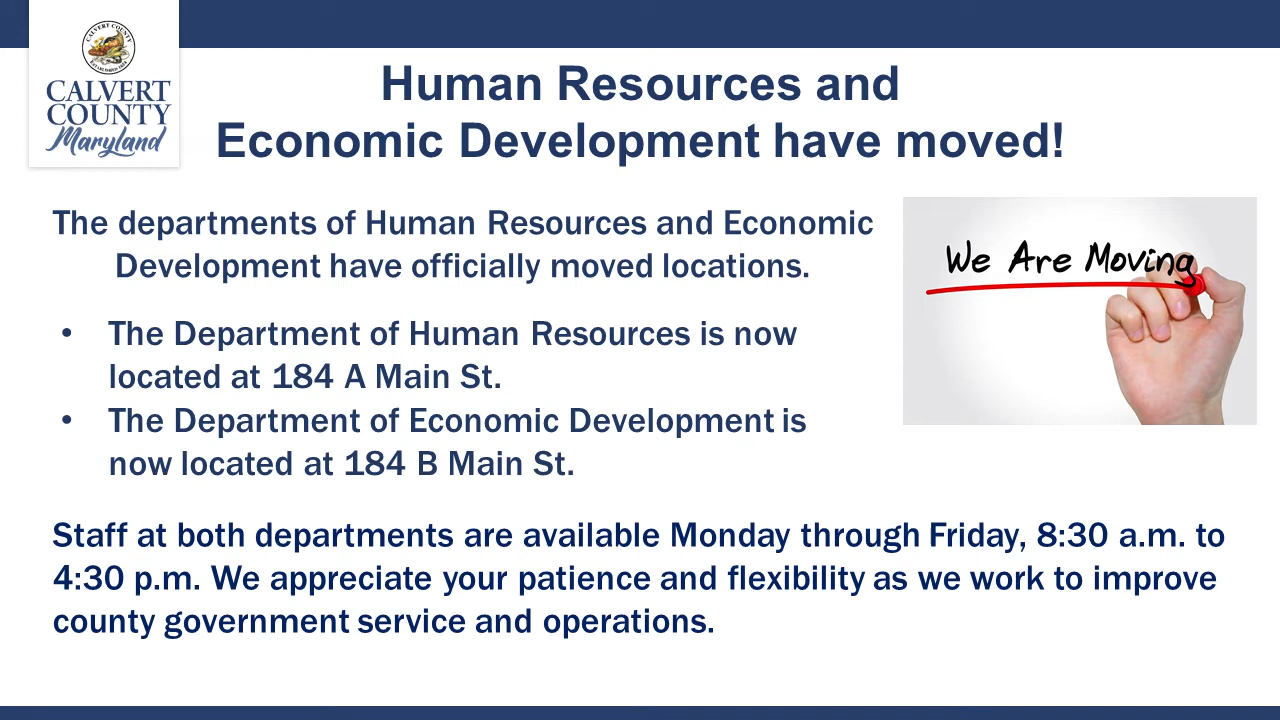 CALVERT COUNTY
CALVERT
COUNTY
Maryland
Human Resources and
Economic Development have moved!
The departments of Human Resources and Economic
Development have officially moved locations.
• The Department of Human Resources is now
located at 184 A Main St.
• The Department of Economic Development is
now located at 184 B Main St.
We Are Moving
Staff at both departments are available Monday through Friday, 8:30 a.m. to
4:30 p.m. We appreciate your patience and flexibility as we work to improve
county government service and operations.